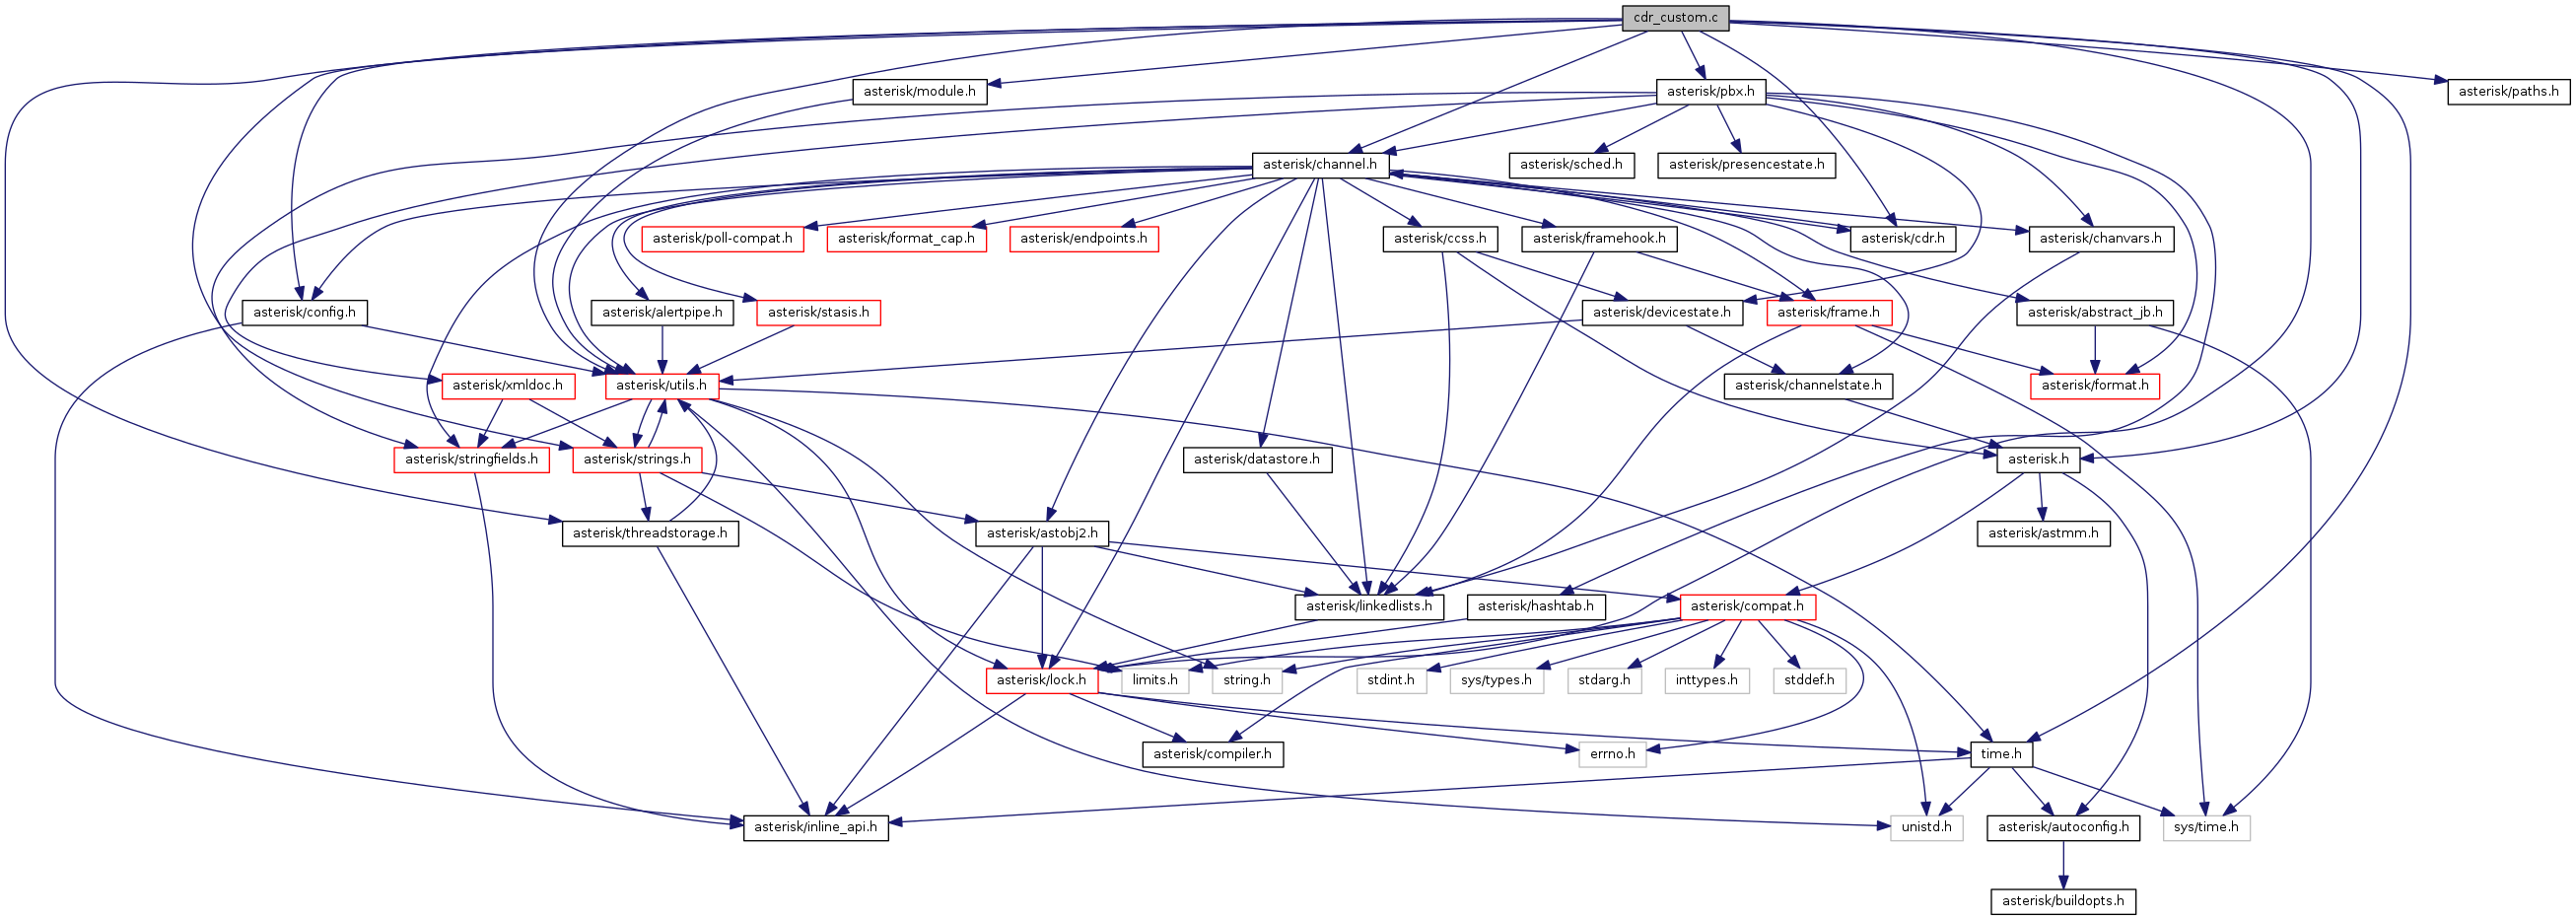 cdr_custom.c
asterisk/module.h
asterisk/pbx.h
asterisk/paths.h
asterisk/channel.h
asterisk/sched.h
asterisk/presencestate.h
asterisk/poll-compat.h
asterisk/format_cap.h
asterisk/endpoints.h
asterisk/ccss.h
asterisk/framehook.h
asterisk/cdr.h
asterisk/chanvars.h
asterisk/config.h
asterisk/alertpipe.h
asterisk/stasis.h
asterisk/devicestate.h
asterisk/frame.h
asterisk/abstract_jb.h
asterisk/xmldoc.h
asterisk/utils.h
asterisk/channelstate.h
asterisk/format.h
asterisk/stringfields.h
asterisk/strings.h
asterisk/datastore.h
asterisk.h
asterisk/threadstorage.h
asterisk/astobj2.h
asterisk/astmm.h
asterisk/linkedlists.h
asterisk/hashtab.h
asterisk/compat.h
asterisk/lock.h
limits.h
string.h
stdint.h
sys/types.h
stdarg.h
inttypes.h
stddef.h
asterisk/compiler.h
errno.h
time.h
asterisk/inline_api.h
unistd.h
asterisk/autoconfig.h
sys/time.h
asterisk/buildopts.h